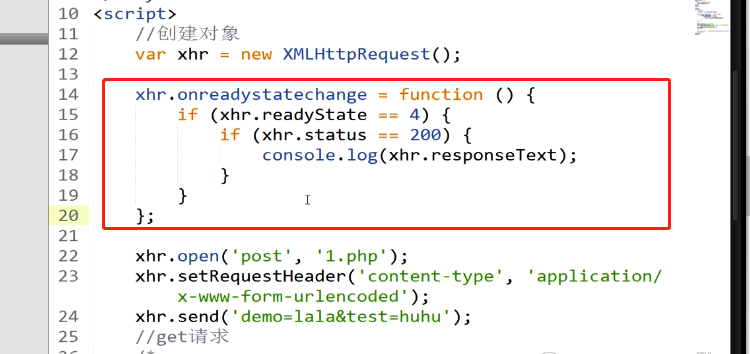 10 <script>
11 //创建对象
12 var xhr = new XMLHttpRequest();
13
14 xhr.onreadystatechange = function () {
15 if (xhr.readyState == 4) {
16 if (xhr.status == 200) {
17 console.log(xhr.responseText);
18 }
19 }
20 };
21
22 xhr.open('post', '1.php');
23 xhr.setRequestHeader('content-type', 'application/
x-www-form-urlencoded');
24 xhr.send('demo=lala&test=huhu');
25 //get请求